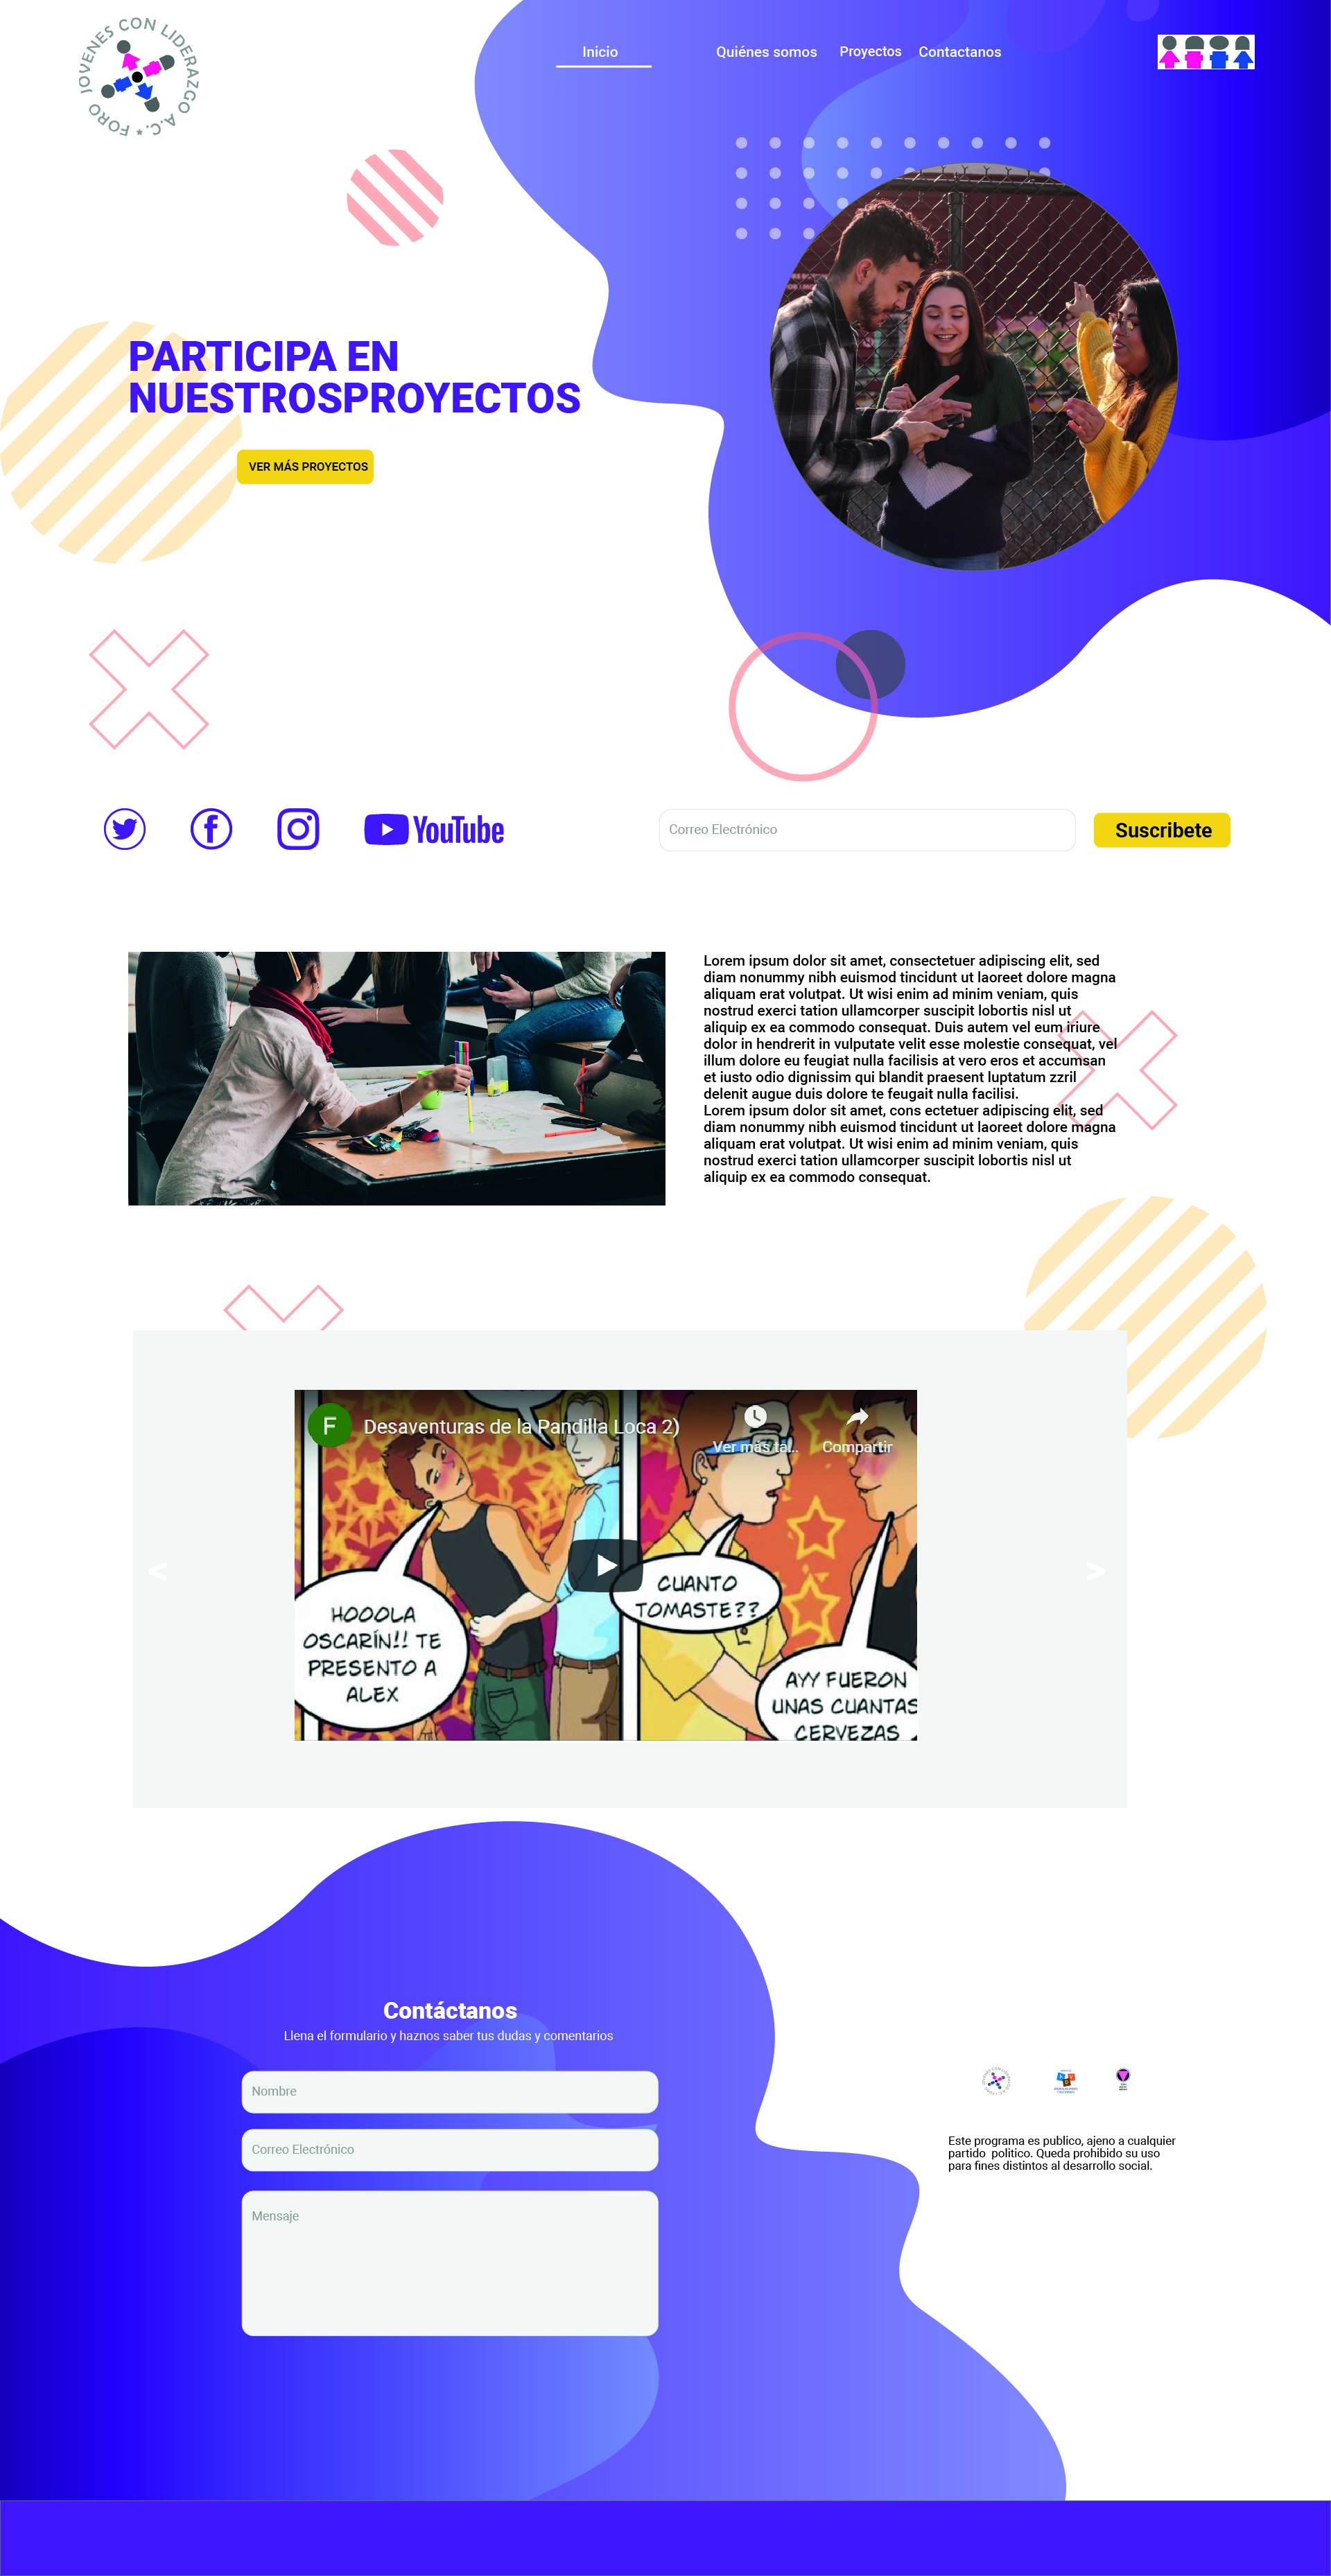 FORO JOVENES CON LIDERAZGO A.C. *
Inicio
Quiénes somos
Proyectos
Contactanos
PARTICIPA EN
NUESTROSPROYECTOS
VER MÁS PROYECTOS
YouTube
Correo Electrónico
Suscribete
Lorem ipsum dolor sit amet, consectetuer adipiscing elit, sed
diam nonummy nibh euismod tincidunt ut laoreet dolore magna
aliquam erat volutpat. Ut wisi enim ad minim veniam, quis
nostrud exerci tation ullamcorper suscipit lobortis nisl ut
aliquip ex ea commodo consequat. Duis autem vel eum iriure
dolor in hendrerit in vulputate velit esse molestie consequat, vel
illum dolore eu feugiat nulla facilisis at vero eros et accumsan
et iusto odio dignissim qui blandit praesent luptatum zzril
delenit augue duis dolore te feugait nulla facilisi.
Lorem ipsum dolor sit amet, cons ectetuer adipiscing elit, sed
diam nonummy nibh euismod tincidunt ut laoreet dolore magna
aliquam erat volutpat. Ut wisi enim ad minim veniam, quis
nostrud exerci tation ullamcorper suscipit lobortis nisl ut
aliquip ex ea commodo consequat.
F
Desaventuras de la Pandilla Loca 2)
Ver más ta...
Compartir
HOOOLA
OSCARÍN!! TE
PRESENTO A
ALEX
CUANTO
TOMASTE??
AYY FUERON
UNAS CUANTAS
CERVEZAS
<
>
Contáctanos
Llena el formulario y haznos saber tus dudas y comentarios
Nombre
Correo Electrónico
Mensaje
Este programa es publico, ajeno a cualquier
partido politico. Queda prohibido su uso
para fines distintos al desarrollo social.